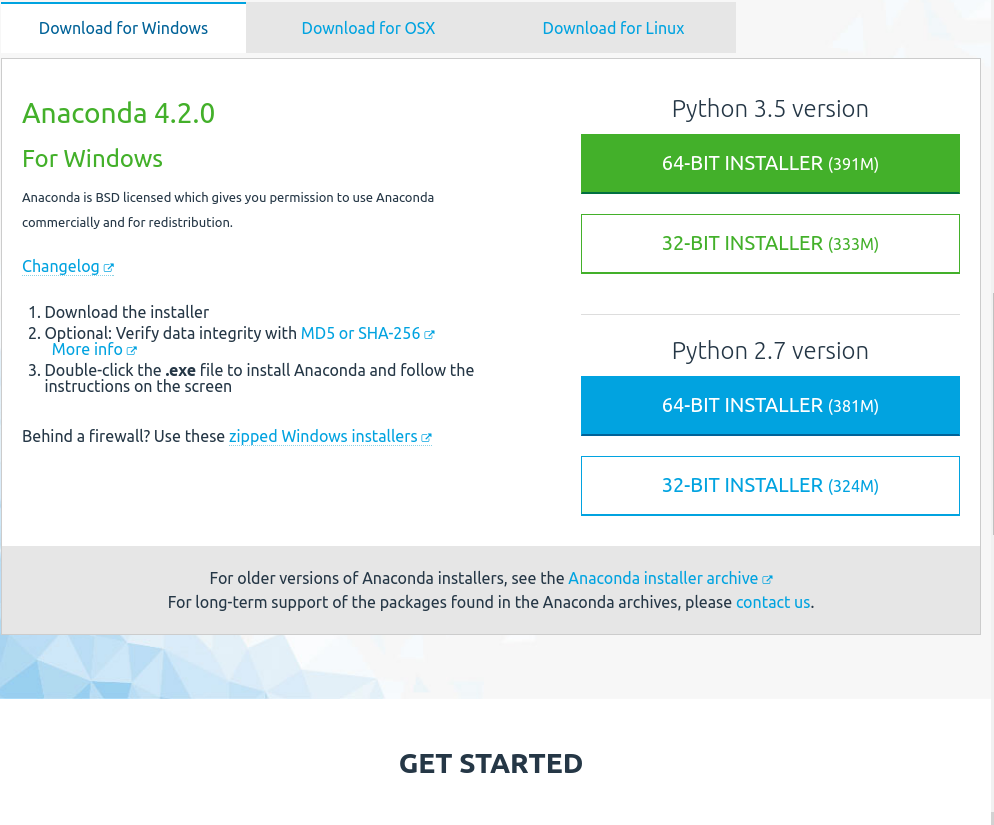 Download for Windows
Download for OSX
Download for Linux
Anaconda 4.2.0
For Windows
Anaconda is BSD licensed which gives you permission to use Anaconda
commercially and for redistribution.
Changelog
1. Download the installer
2. Optional: Verify data integrity with MD5 or SHA-256
More info
3. Double-click the .exe file to install Anaconda and follow the
instructions on the screen
Behind a firewall? Use these zipped Windows installers
Python 3.5 version
64-BIT INSTALLER (391M)
32-BIT INSTALLER (333M)
Python 2.7 version
64-BIT INSTALLER (381M)
32-BIT INSTALLER (324M)
For older versions of Anaconda installers, see the Anaconda installer archive
For long-term support of the packages found in the Anaconda archives, please contact us.
GET STARTED